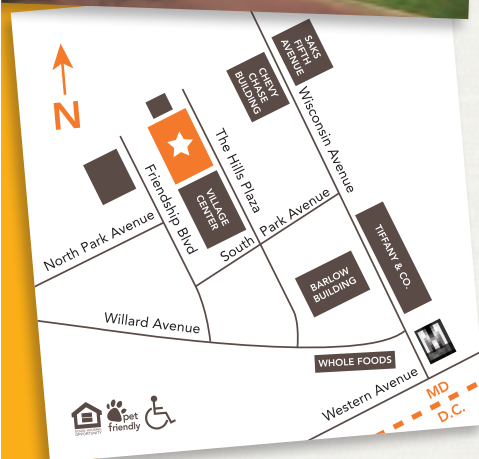 SAKS
FIFTH
AVENUE
CHEVY
CHASE
BUILDING
N
Wisconsin Avenue
The Hills Plaza
Friendship Blvd
VILLAGE
CENTER
North Park Avenue
South Park Avenue
TIFFANY & CO.
BARLOW
BUILDING
Willard Avenue
WHOLE FOODS
M
Western Avenue
MD
D.C.
pet
friendly
OPPORTUNITY